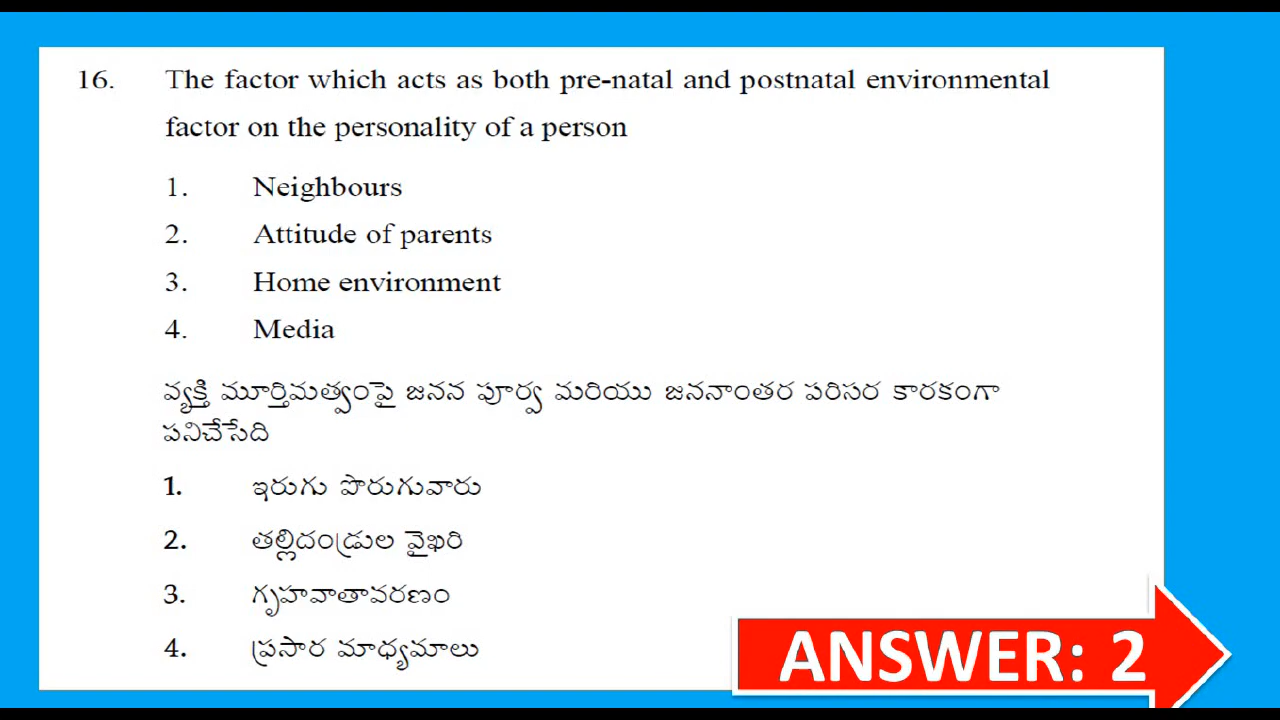 16. The factor which acts as both pre-natal and postnatal environmental
factor on the personality of a person
1. Neighbours
2. Attitude of parents
3. Home environment
4. Media
వ్యక్తి మూర్తిమత్వంపై జనన పూర్వ మరియు జననాంతర పరిసర కారకంగా
పనిచేసేది
1. ఇరుగు పొరుగువారు
2. తల్లిదండ్రుల వైఖరి
3. గృహవాతావరణం
4. ప్రసార మాధ్యమాలు
ANSWER: 2